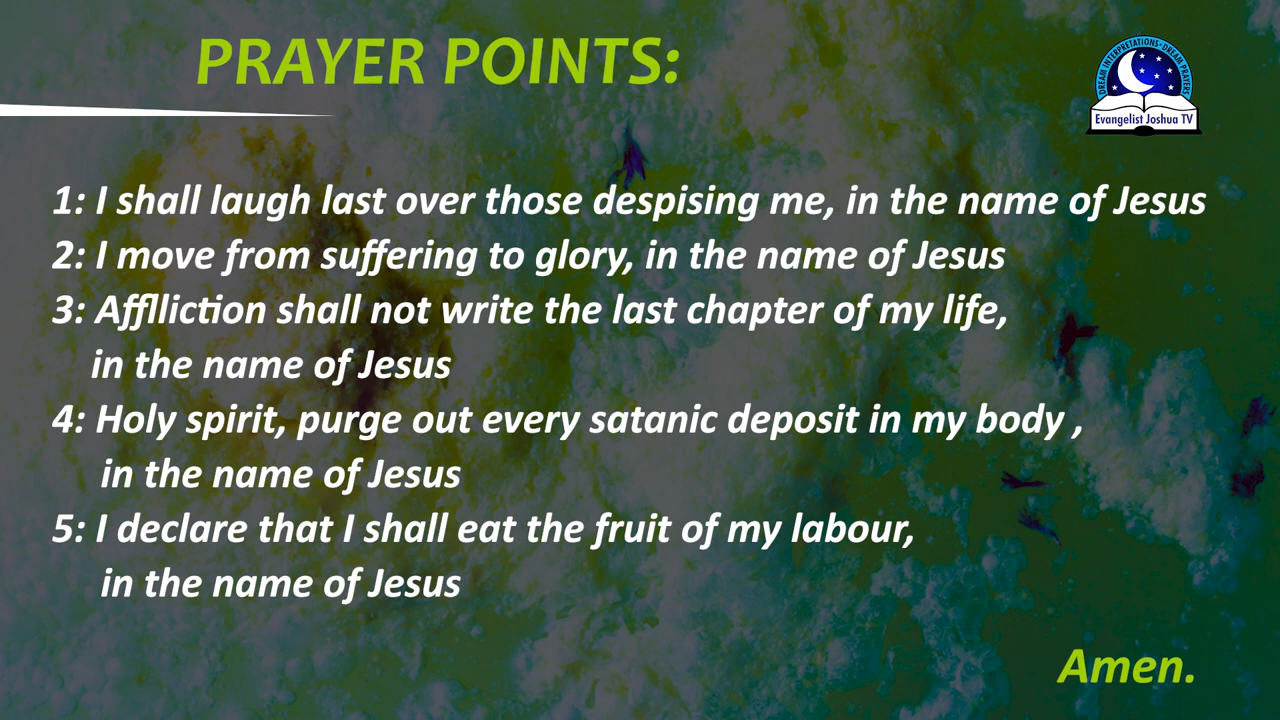 PRAYER POINTS:
DREAM INTERPRETATIONS • DREAM PRAYERS
Evangelist Joshua TV
1: I shall laugh last over those despising me, in the name of Jesus
2: I move from suffering to glory, in the name of Jesus
3: Affliction shall not write the last chapter of my life,
in the name of Jesus
4: Holy spirit, purge out every satanic deposit in my body ,
in the name of Jesus
5: I declare that I shall eat the fruit of my labour,
in the name of Jesus
Amen.